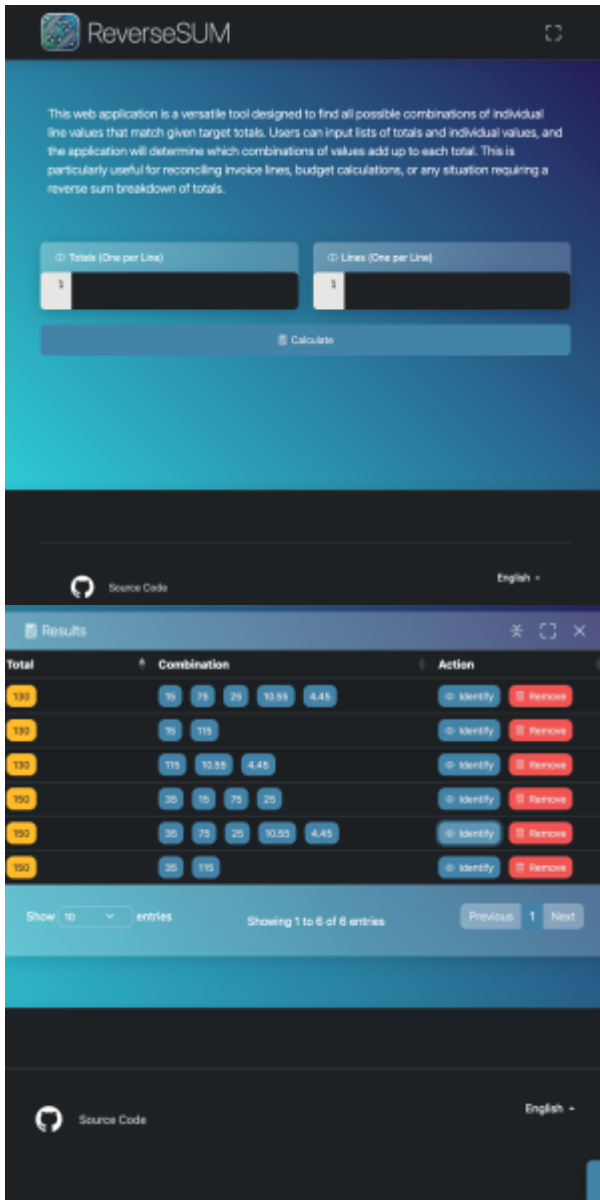 ReverseSUM
This web application is a versatile tool designed to find all possible combinations of individual
line values that match given target totals. Users can input lists of totals and individual values, and
the application will determine which combinations of values add up to each total. This is
particularly useful for reconciling invoice lines, budget calculations, or any situation requiring a
reverse sum breakdown of totals.
Totals (One per Line) Lines (One per Line)
Calculate
Source Code English
Results
Total Combination Action
130 15 75 25 10.55 4.45 Identify Remove
130 15 115 Identify Remove
130 115 10.55 4.45 Identify Remove
150 35 15 75 25 Identify Remove
150 35 75 25 10.55 4.45 Identify Remove
150 35 115 Identify Remove
Show 10 entries Showing 1 to 6 of 6 entries Previous 1 Next
Source Code English